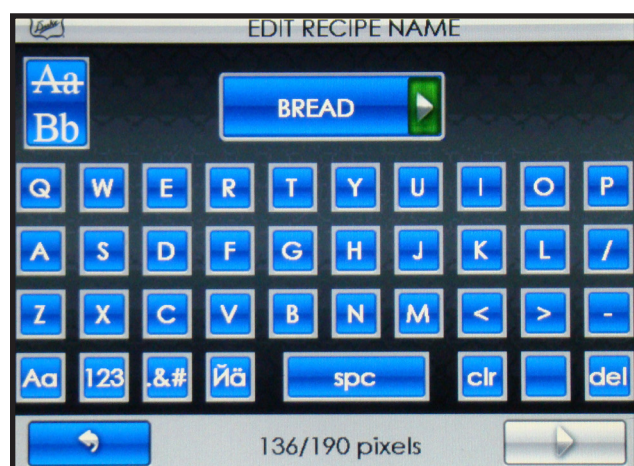 EDIT RECIPE NAME
Aa
Bb
BREAD
Q W E R T Y U I O P
A S D F G H J K L /
Z X C V B N M < > -
Aa 123 .&# Йä spc clr del
136/190 pixels